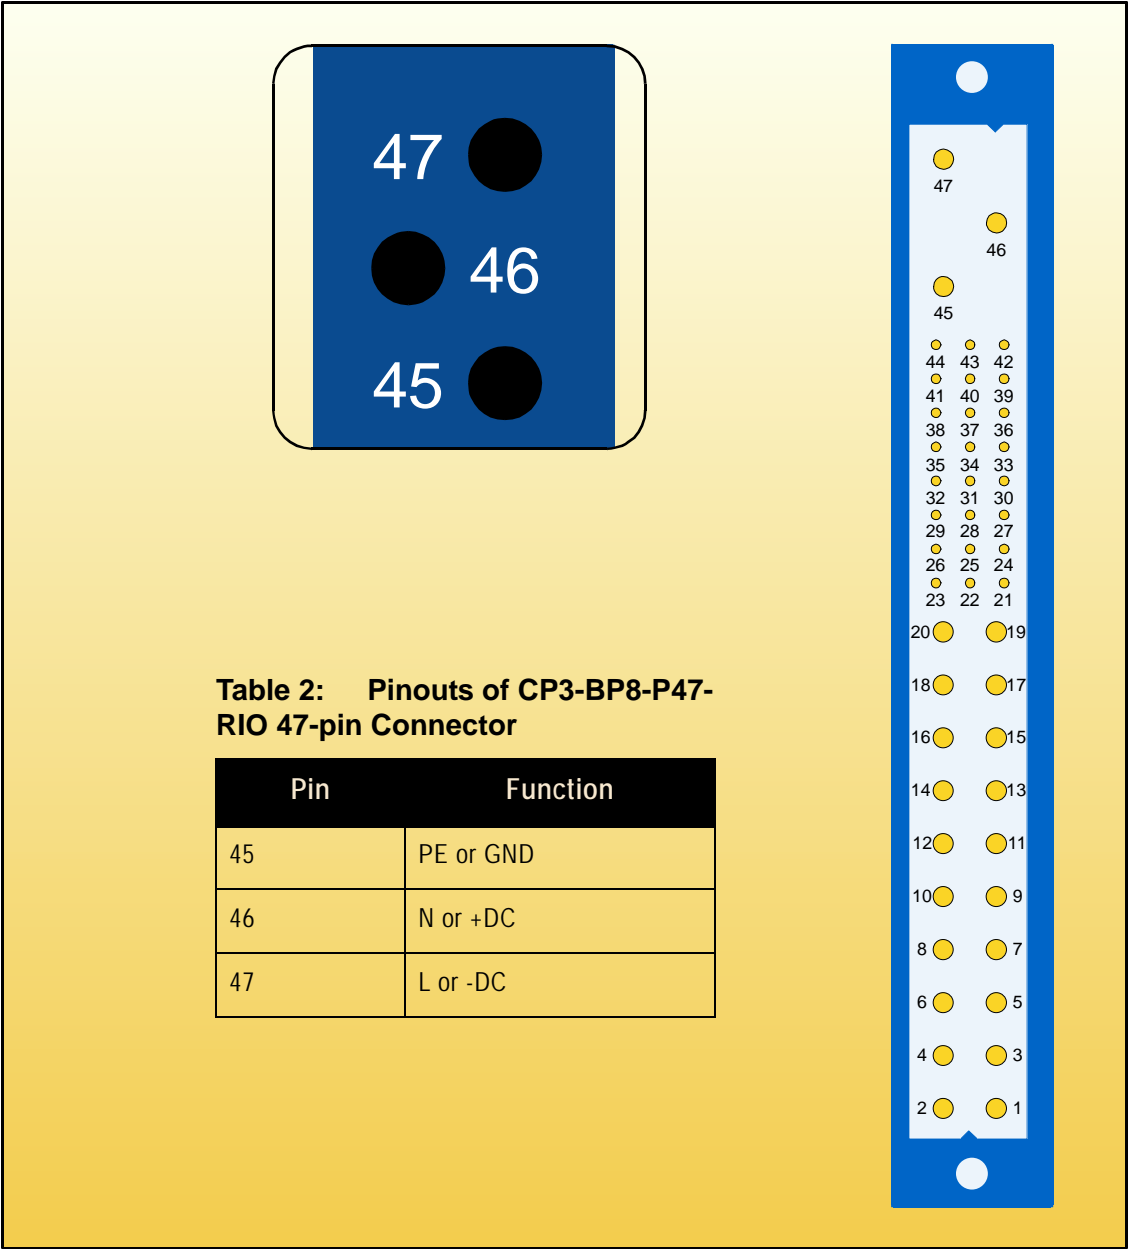 47
46
45
Table 2: Pinouts of CP3-BP8-P47-
RIO 47-pin Connector
Pin Function
45 PE or GND
46 N or +DC
47 L or -DC
47
46
45
44 43 42
41 40 39
38 37 36
35 34 33
32 31 30
29 28 27
26 25 24
23 22 21
20 19
18 17
16 15
14 13
12 11
10 9
8 7
6 5
4 3
2 1